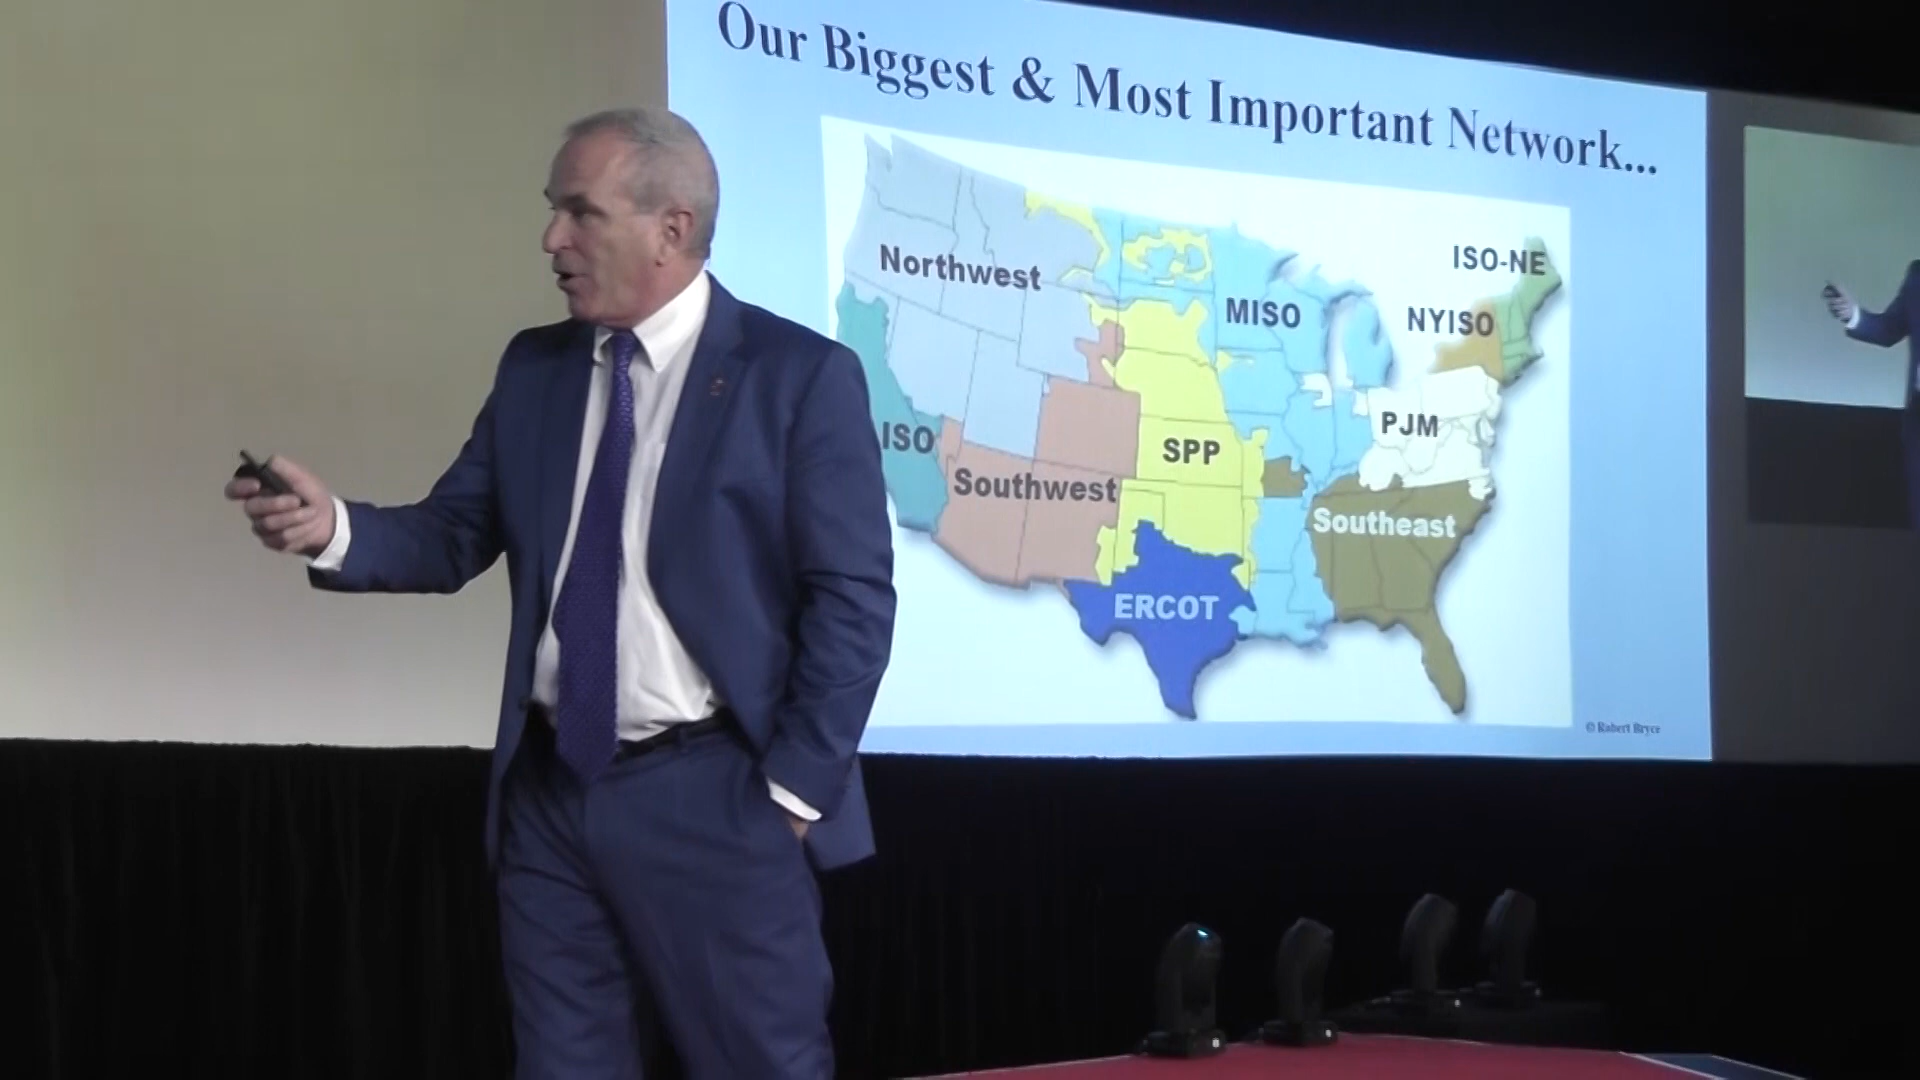 Our Biggest & Most Important Network...
ISO-NE
Northwest
MISO
NYISO
PJM
ISO
SPP
Southwest
Southeast
ERCOT
© Robert Bryce